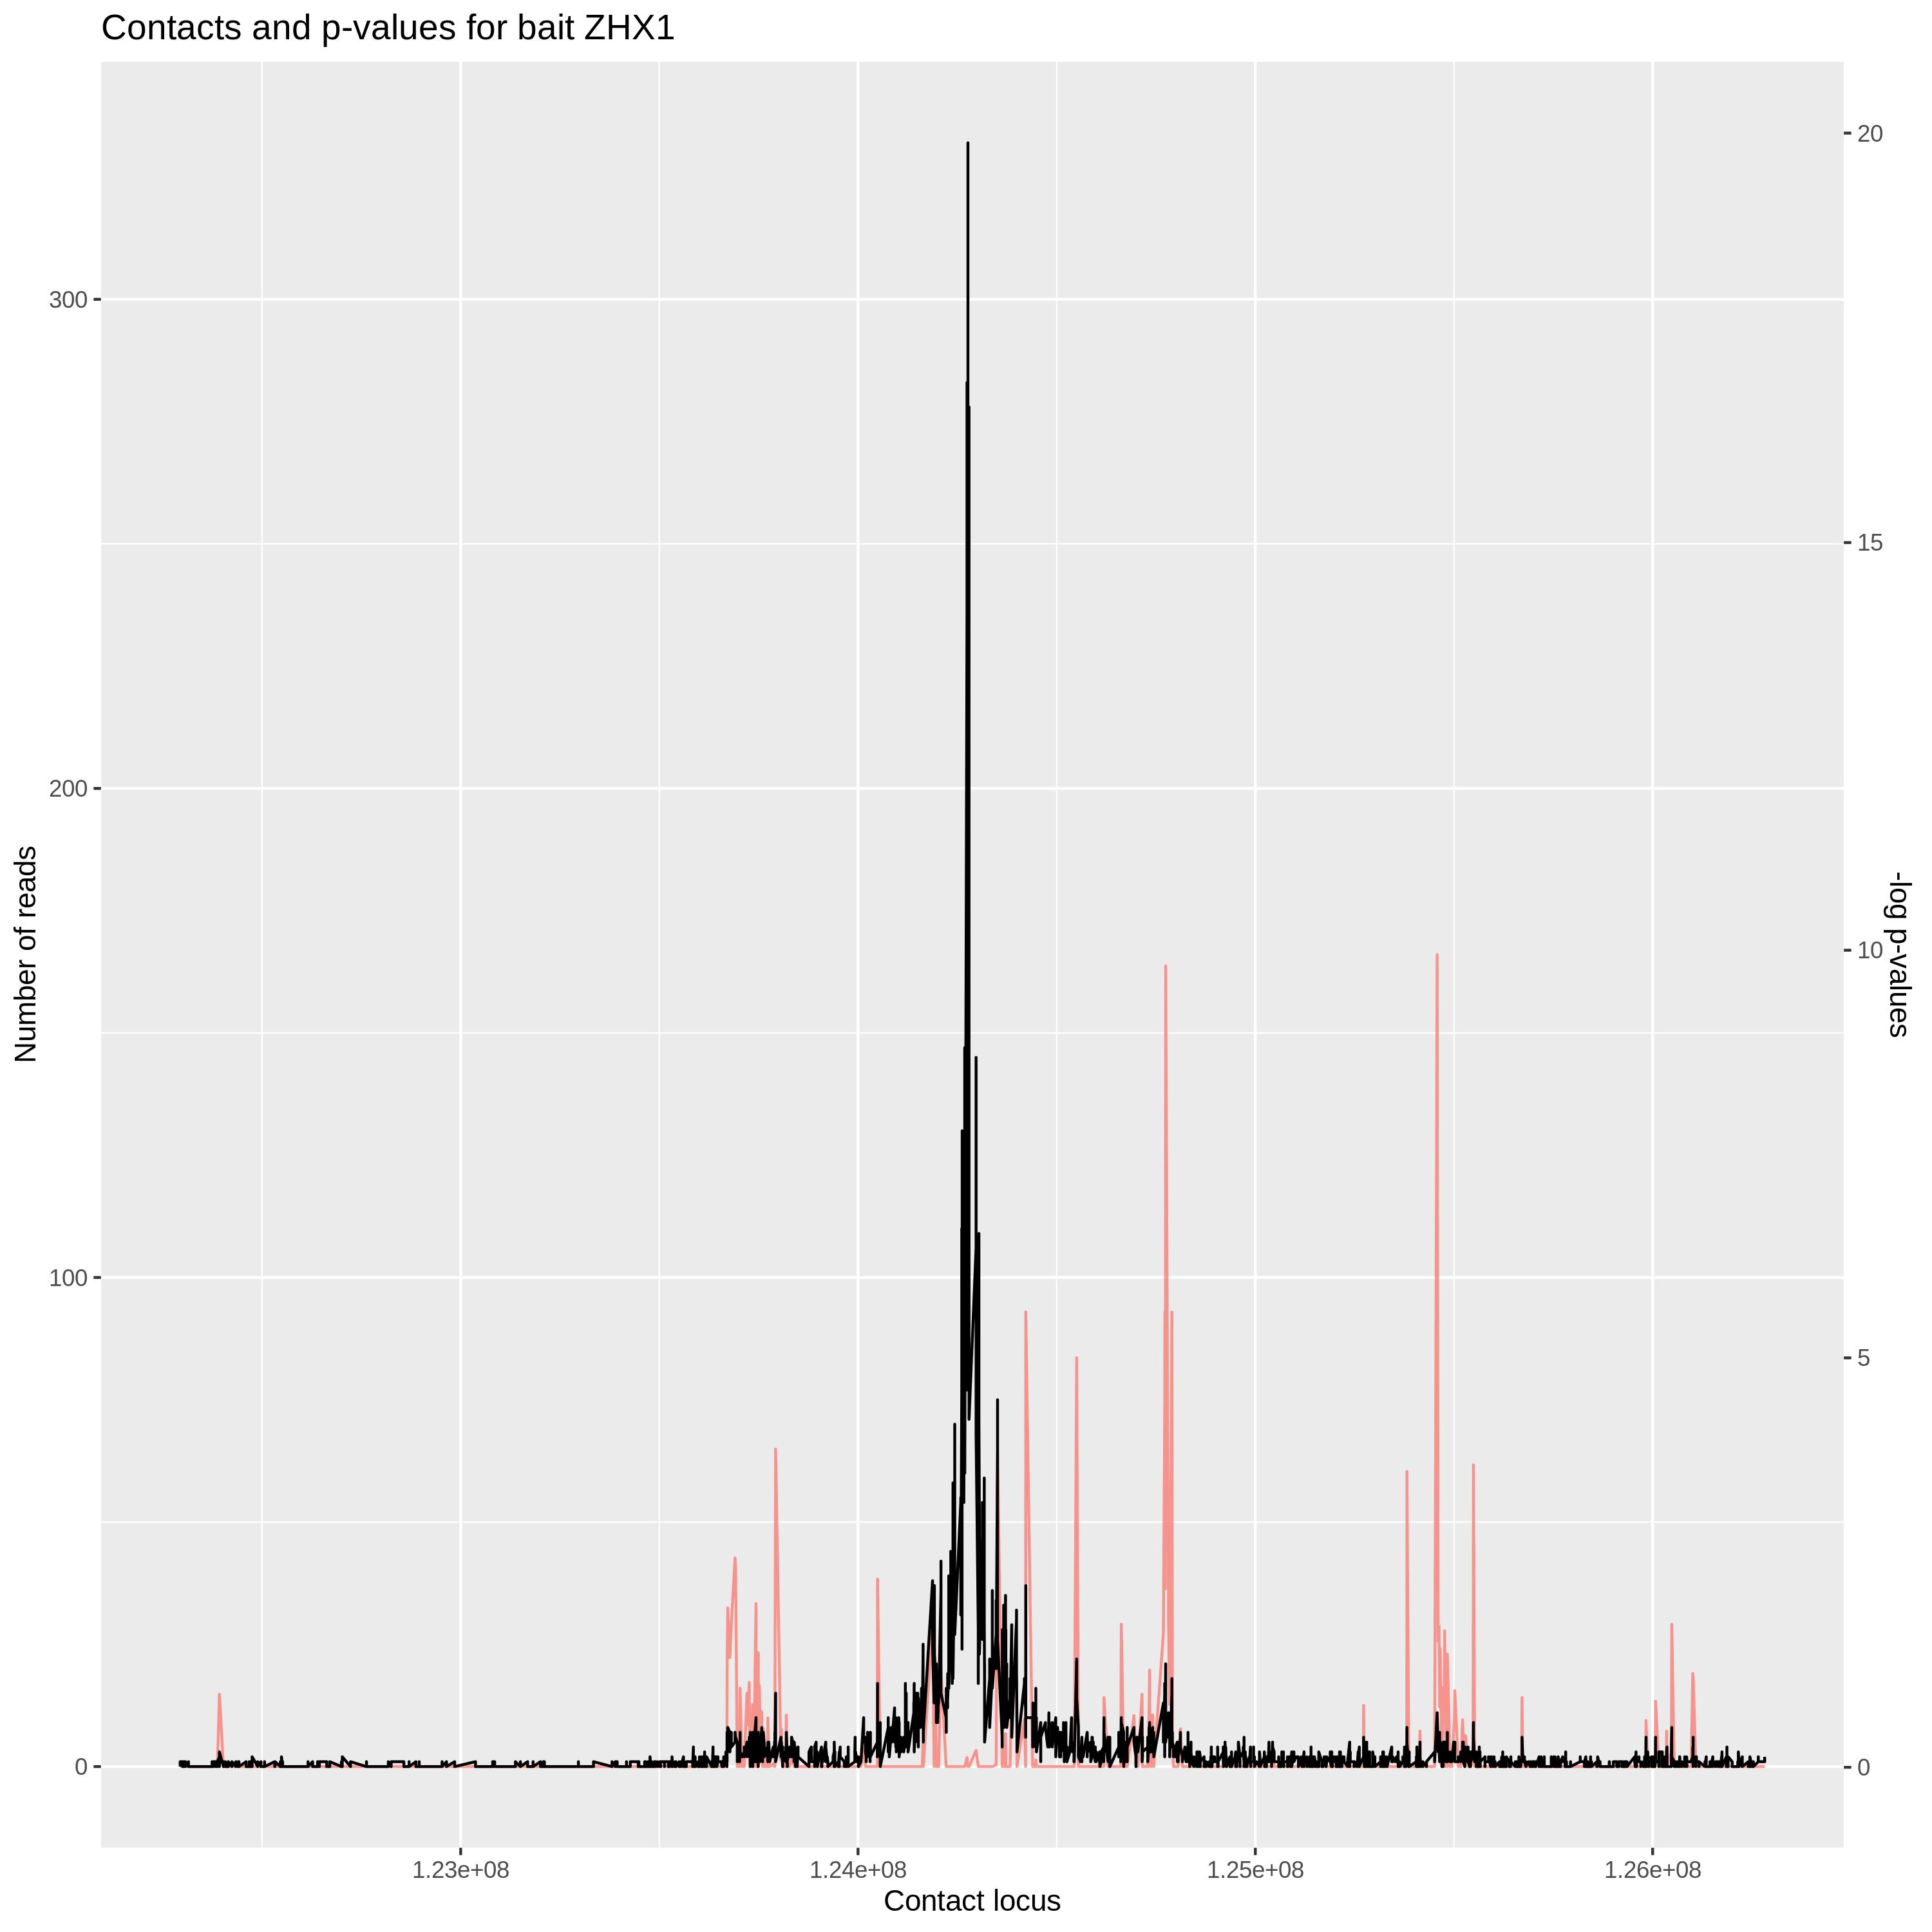 Contacts and p-values for bait ZHX1
300
200
100
0
Number of reads
20
15
10
5
0
-log p-values
1.23e+08
1.24e+08
1.25e+08
1.26e+08
Contact locus